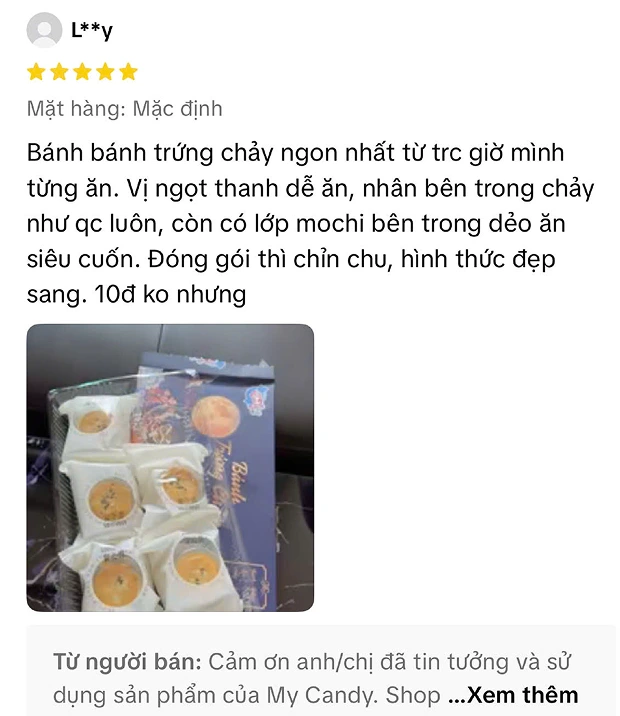 L**y
Mặt hàng: Mặc định
Bánh bánh trứng chảy ngon nhất từ trc giờ mình
từng ăn. Vị ngọt thanh dễ ăn, nhân bên trong chảy
như qc luôn, còn có lớp mochi bên trong dẻo ăn
siêu cuốn. Đóng gói thì chỉn chu, hình thức đẹp
sang. 10đ ko nhưng
Bánh
Từ người bán: Cảm ơn anh/chị đã tin tưởng và sử
dụng sản phẩm của My Candy. Shop ...Xem thêm